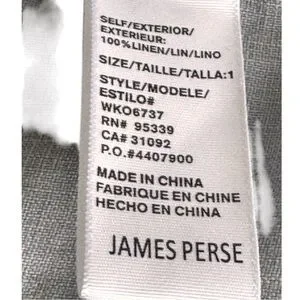 SELF/EXTERIOR/
EXTERIEUR:
100%LINEN/LIN/LINO
SIZE/TAILLE/TALLA:1
STYLE/MODELE/
ESTILO#
WKO6737
RN# 95339
CA# 31092
P.O.#4407900
MADE IN CHINA
FABRIQUE EN CHINE
HECHO EN CHINA
JAMES PERSE